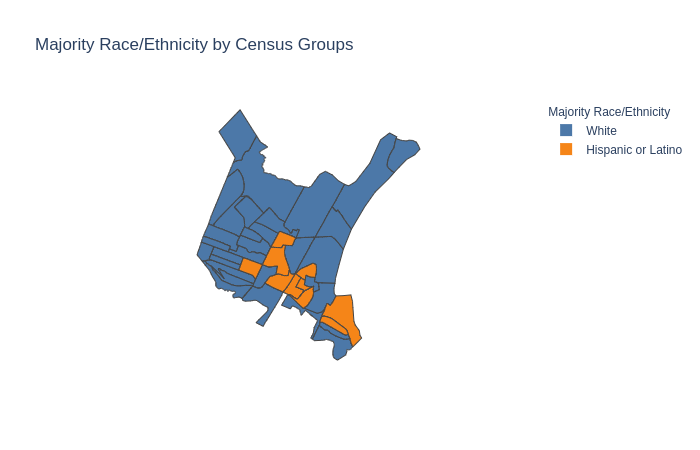 Majority Race/Ethnicity by Census Groups
Majority Race/Ethnicity
White
Hispanic or Latino